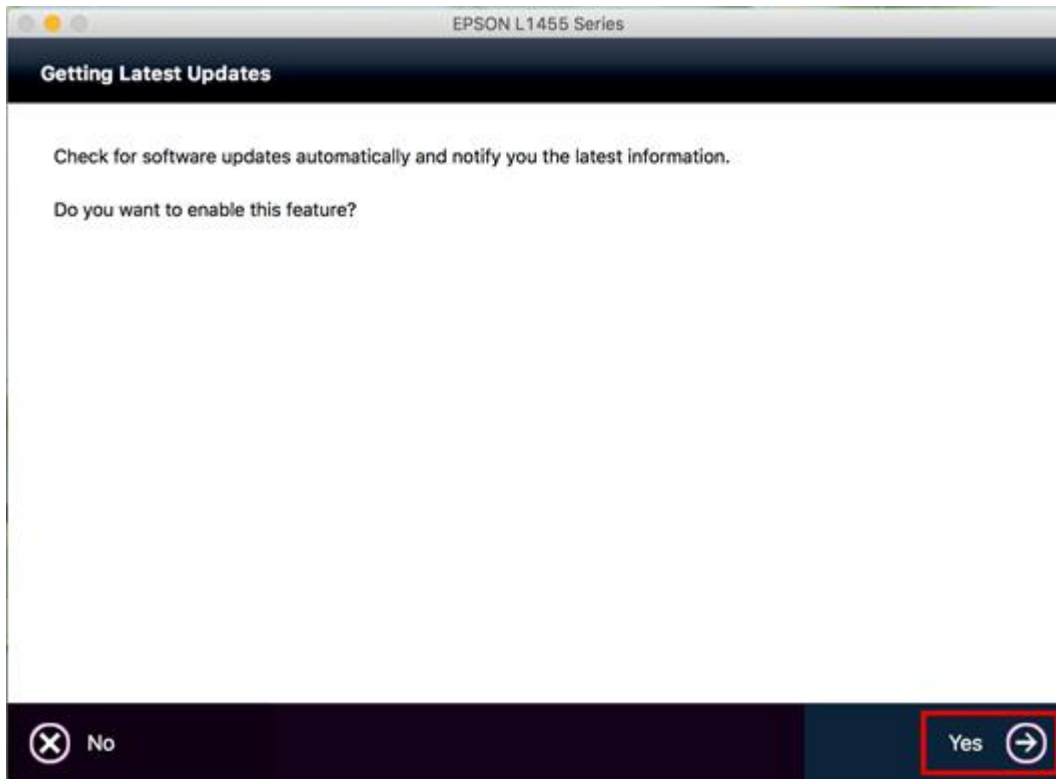 EPSON L1455 Series
Getting Latest Updates
Check for software updates automatically and notify you the latest information.
Do you want to enable this feature?
No
Yes